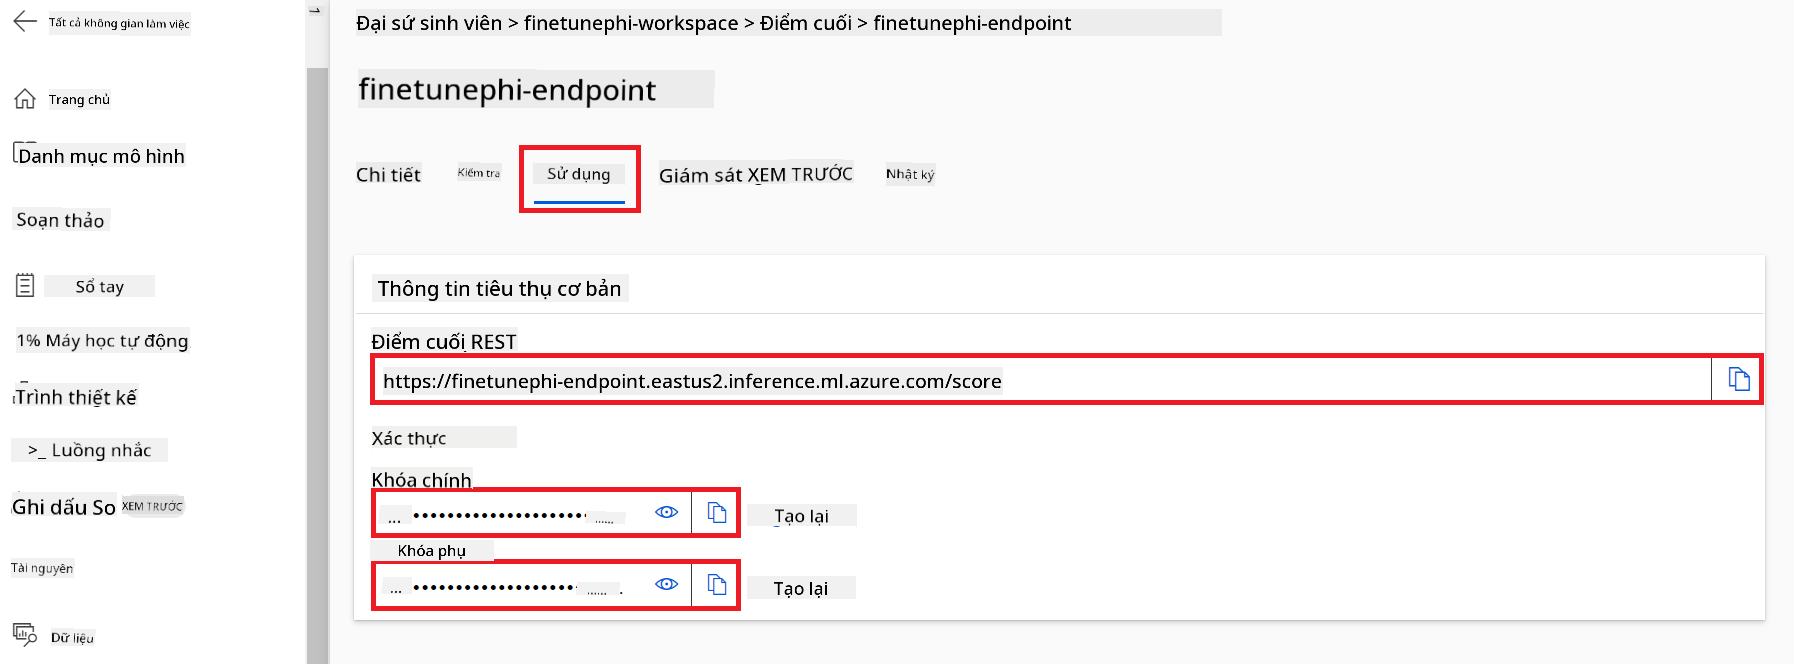 Tất cả không gian làm việc
Trang chủ
Danh mục mô hình
Soạn thảo
Sổ tay
1% Máy học tự động
Trình thiết kế
>_ Luồng nhắc
Ghi dấu So XEM TRƯỚC
Tài nguyên
Dữ liệu
Đại sứ sinh viên > finetunephi-workspace > Điểm cuối > finetunephi-endpoint
finetunephi-endpoint
Chi tiết Kiểm tra Sử dụng Giám sát XEM TRƯỚC Nhật ký
Thông tin tiêu thụ cơ bản
Điểm cuối REST
https://finetunephi-endpoint.eastus2.inference.ml.azure.com/score
Xác thực
Khóa chính
Tạo lại
Khóa phụ
Tạo lại